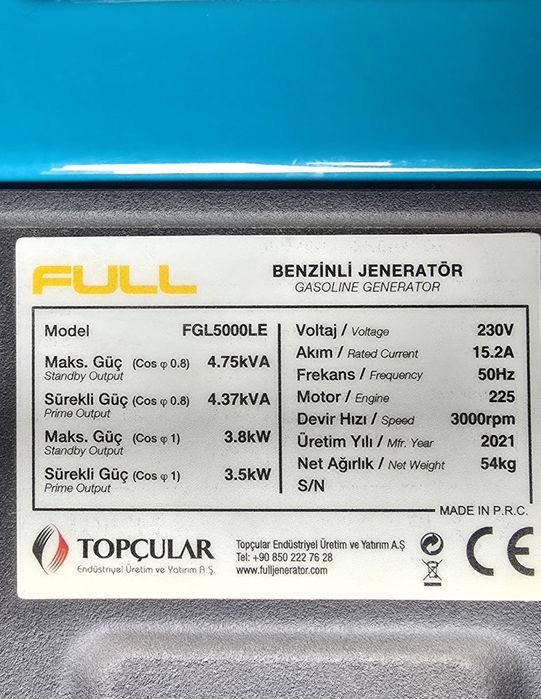 FULL
BENZİNLİ JENERATÖR
GASOLINE GENERATOR
Model FGL5000LE
Maks. Güç (Cos φ 0.8) 4.75kVA
Standby Output
Sürekli Güç (Cos φ 0.8) 4.37kVA
Prime Output
Maks. Güç (Cos φ 1) 3.8kW
Standby Output
Sürekli Güç (Cos φ 1) 3.5kW
Prime Output
Voltaj / Voltage 230V
Akım / Rated Current 15.2A
Frekans / Frequency 50Hz
Motor / Engine 225
Devir Hızı / Speed 3000rpm
Üretim Yılı / Mfr. Year 2021
Net Ağırlık / Net Weight 54kg
S/N
MADE IN P.R.C.
TOPÇULAR
Endüstriyel Üretim ve Yatırım A.Ş.
Topçular Endüstriyel Üretim ve Yatırım A.Ş
Tel: +90 850 222 76 28
www.fulljenerator.com
CE